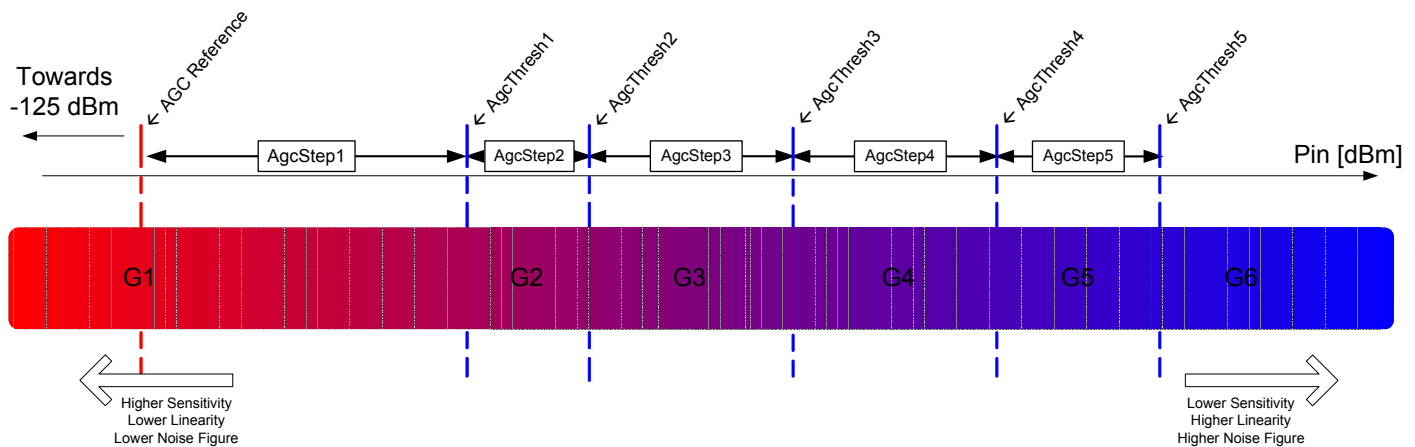 Towards
-125 dBm
← AGC Reference
← AgcThresh1
← AgcThresh2
← AgcThresh3
← AgcThresh4
← AgcThresh5
AgcStep1
AgcStep2
AgcStep3
AgcStep4
AgcStep5
Pin [dBm]
G1
G2
G3
G4
G5
G6
Higher Sensitivity
Lower Linearity
Lower Noise Figure
Lower Sensitivity
Higher Linearity
Higher Noise Figure